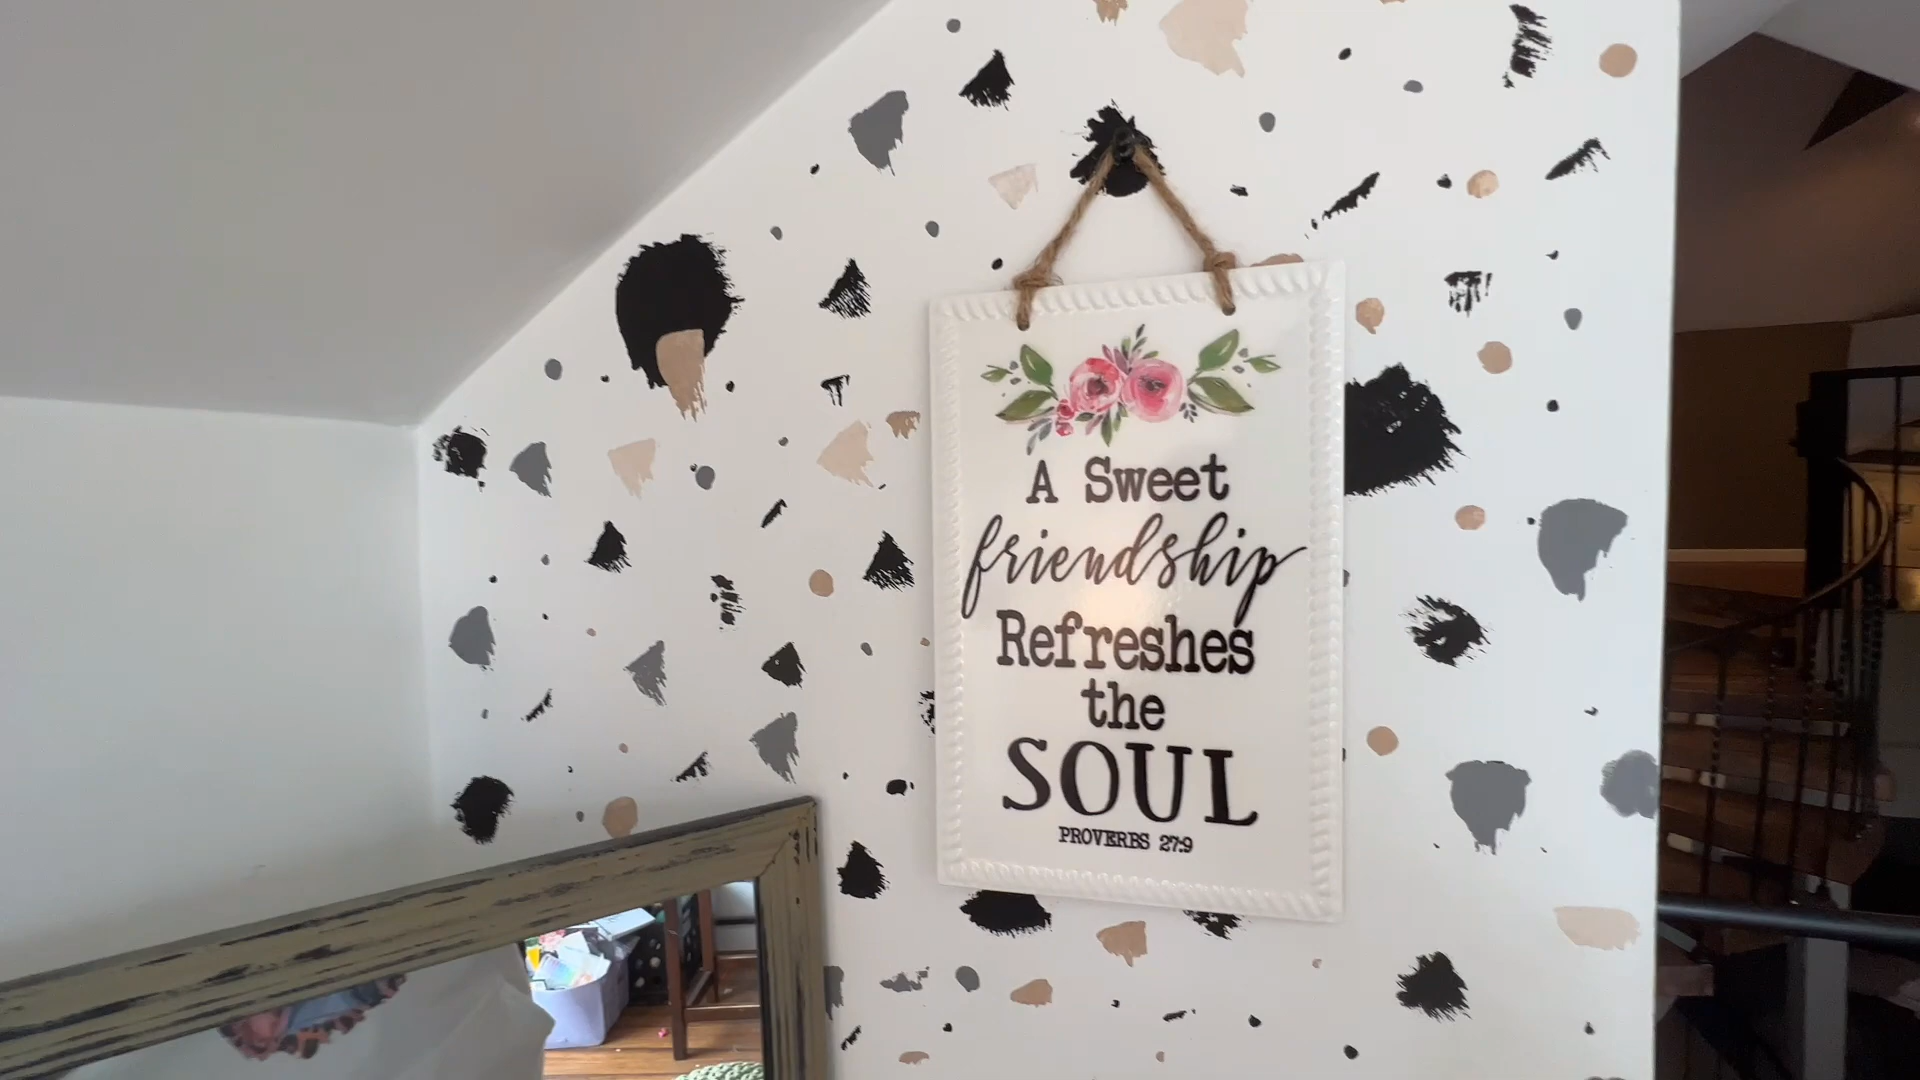 A Sweet
friendship
Refreshes
the
SOUL
PROVERBS 27:9